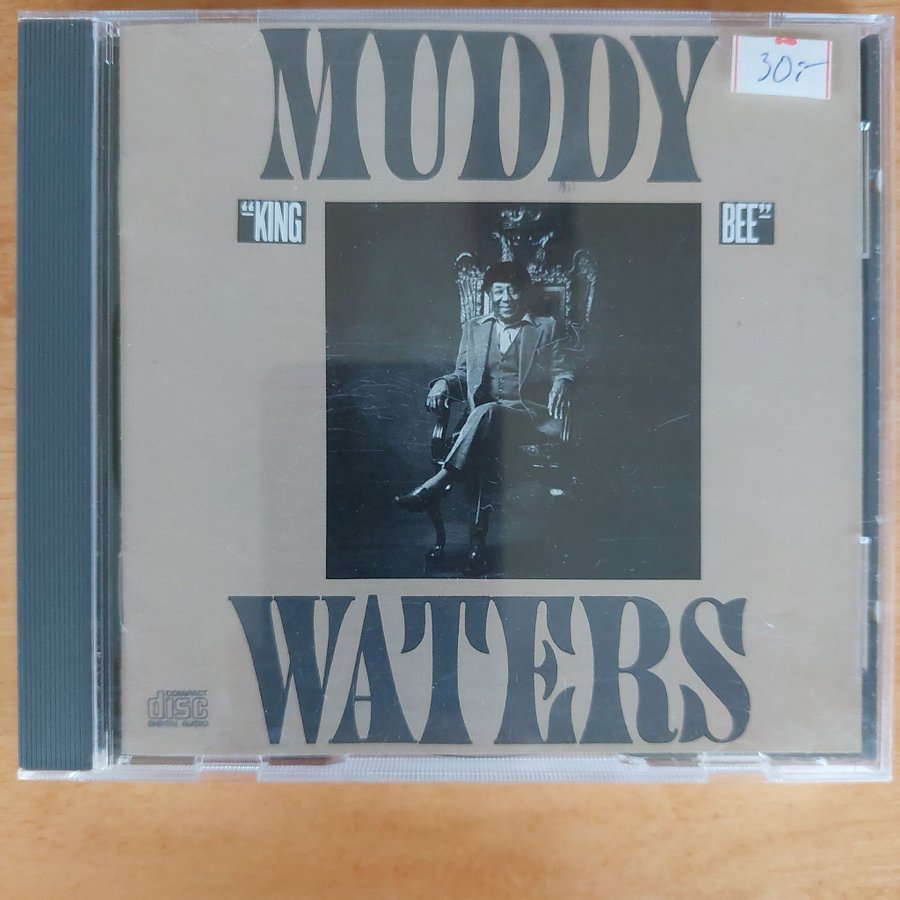 MUDDY
30:-
"KING
BEE"
WATERS
COMPACT
disc
DIGITAL AUDIO